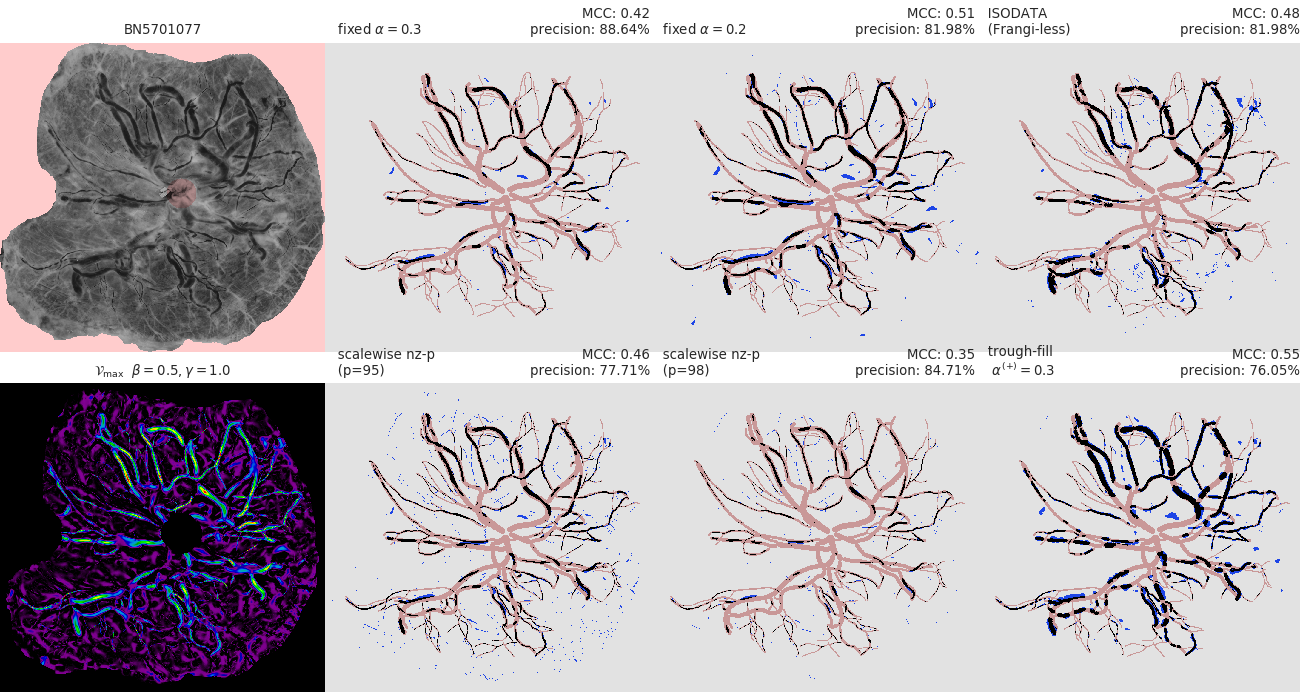 BN5701077
fixed α = 0.3
MCC: 0.42
precision: 88.64%
fixed α = 0.2
MCC: 0.51
precision: 81.98%
ISODATA
(Frangi-less)
MCC: 0.48
precision: 81.98%
𝒱max β = 0.5, γ = 1.0
scalewise nz-p
(p=95)
MCC: 0.46
precision: 77.71%
scalewise nz-p
(p=98)
MCC: 0.35
precision: 84.71%
trough-fill
α(+) = 0.3
MCC: 0.55
precision: 76.05%